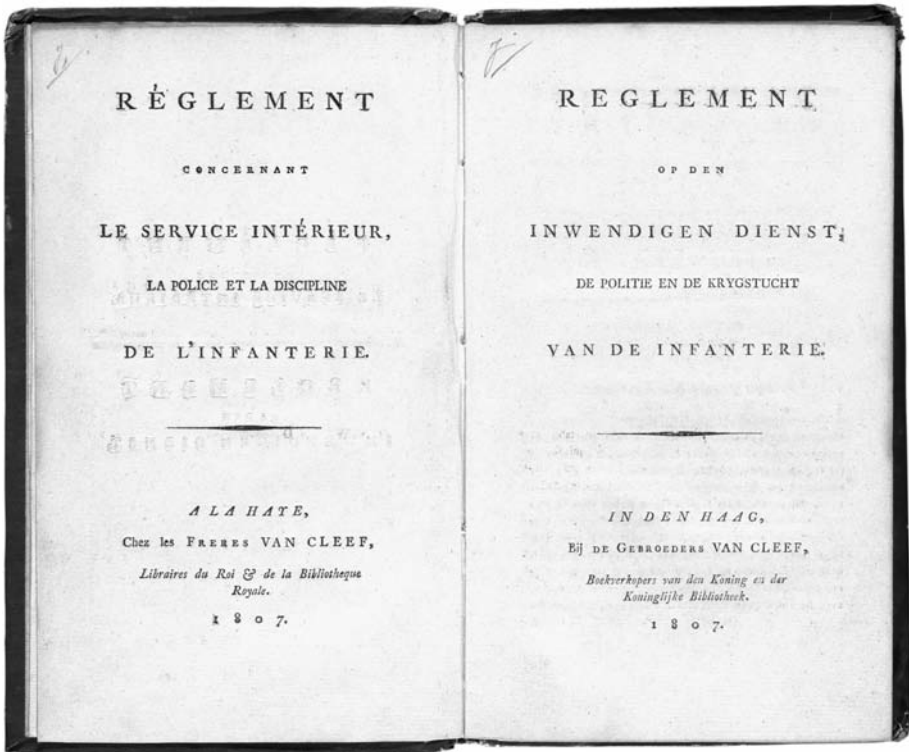 RÉGLEMENT
CONCERNANT
LE SERVICE INTÉRIEUR,
LA POLICE ET LA DISCIPLINE
DE L'INFANTERIE.
A LA HAYE,
Chez les FRERES VAN CLEEF,
Libraires du Roi & de la Bibliotheque
Royale.
1807.
REGLEMENT
OP DEN
INWENDIGEN DIENST,
DE POLITIE EN DE KRYGSTUCHT
VAN DE INFANTERIE.
IN DEN HAAG,
Bij DE GEBROEDERS VAN CLEEF,
Boekverkopers van den Koning en der
Koninglijke Bibliotheek.
1807.